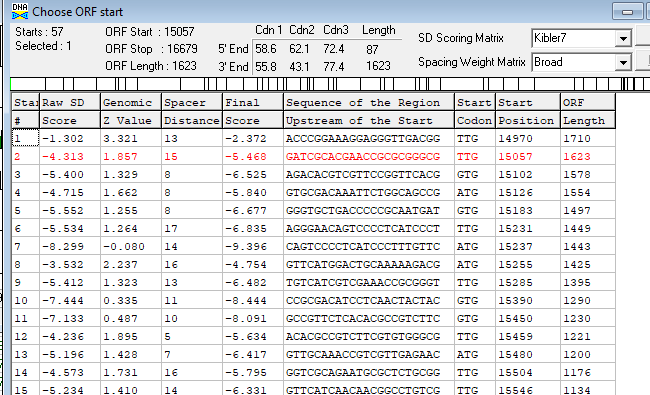 DNA Choose ORF start
Starts : 57 ORF Start : 15057 Cdn 1 Cdn2 Cdn3 Length SD Scoring Matrix Kibler7
Selected : 1 ORF Stop : 16679 5' End 58.6 62.1 72.4 87
ORF Length : 1623 3' End 55.8 43.1 77.4 1623 Spacing Weight Matrix Broad
Star Raw SD Genomic Spacer Final Sequence of the Region Start Start ORF
# Score Z Value Distance Score Upstream of the Start Codon Position Length
1 -1.302 3.321 13 -2.372 ACCCGGAAAGGAGGGTTGACGG TTG 14970 1710
2 -4.313 1.857 15 -5.468 GATCGCACGAACCGCGCGGGCG TTG 15057 1623
3 -5.400 1.329 8 -6.525 AGACACGTCGTTCCGGTTCACG GTG 15102 1578
4 -4.715 1.662 8 -5.840 GTGCGACAAATTCTGGCAGCCG ATG 15126 1554
5 -5.552 1.255 8 -6.677 GGGTGCTGACCCCCGCAATGAT GTG 15183 1497
6 -5.534 1.264 17 -6.835 AGGGAACAGTCCCCTCATCCCT TTG 15231 1449
7 -8.299 -0.080 14 -9.396 CAGTCCCCTCATCCCTTTGTTC ATG 15237 1443
8 -3.532 2.237 16 -4.754 GTTCATGGACTGCAAAAAGACG ATG 15255 1425
9 -5.412 1.323 13 -6.482 TGTCATCGTCGAAACCGCGGGT TTG 15285 1395
10 -7.444 0.335 11 -8.444 CCGCGACATCCTCAACTACTAC GTG 15390 1290
11 -7.133 0.487 10 -8.091 GCCGTTCTCACACGCCGTCTTC GTG 15450 1230
12 -4.236 1.895 5 -5.634 ACACGCCGTCTTCGTGTGGGCG TTG 15459 1221
13 -5.196 1.428 7 -6.417 GTTGCAAACCGTCGTTGAGAAC ATG 15480 1200
14 -4.573 1.731 16 -5.795 GGTCGCAGAATGCGCTCTGCGG TTG 15504 1176
15 -5.234 1.410 14 -6.331 GTTCATCAACAACGGCCTGTCG TTG 15546 1134